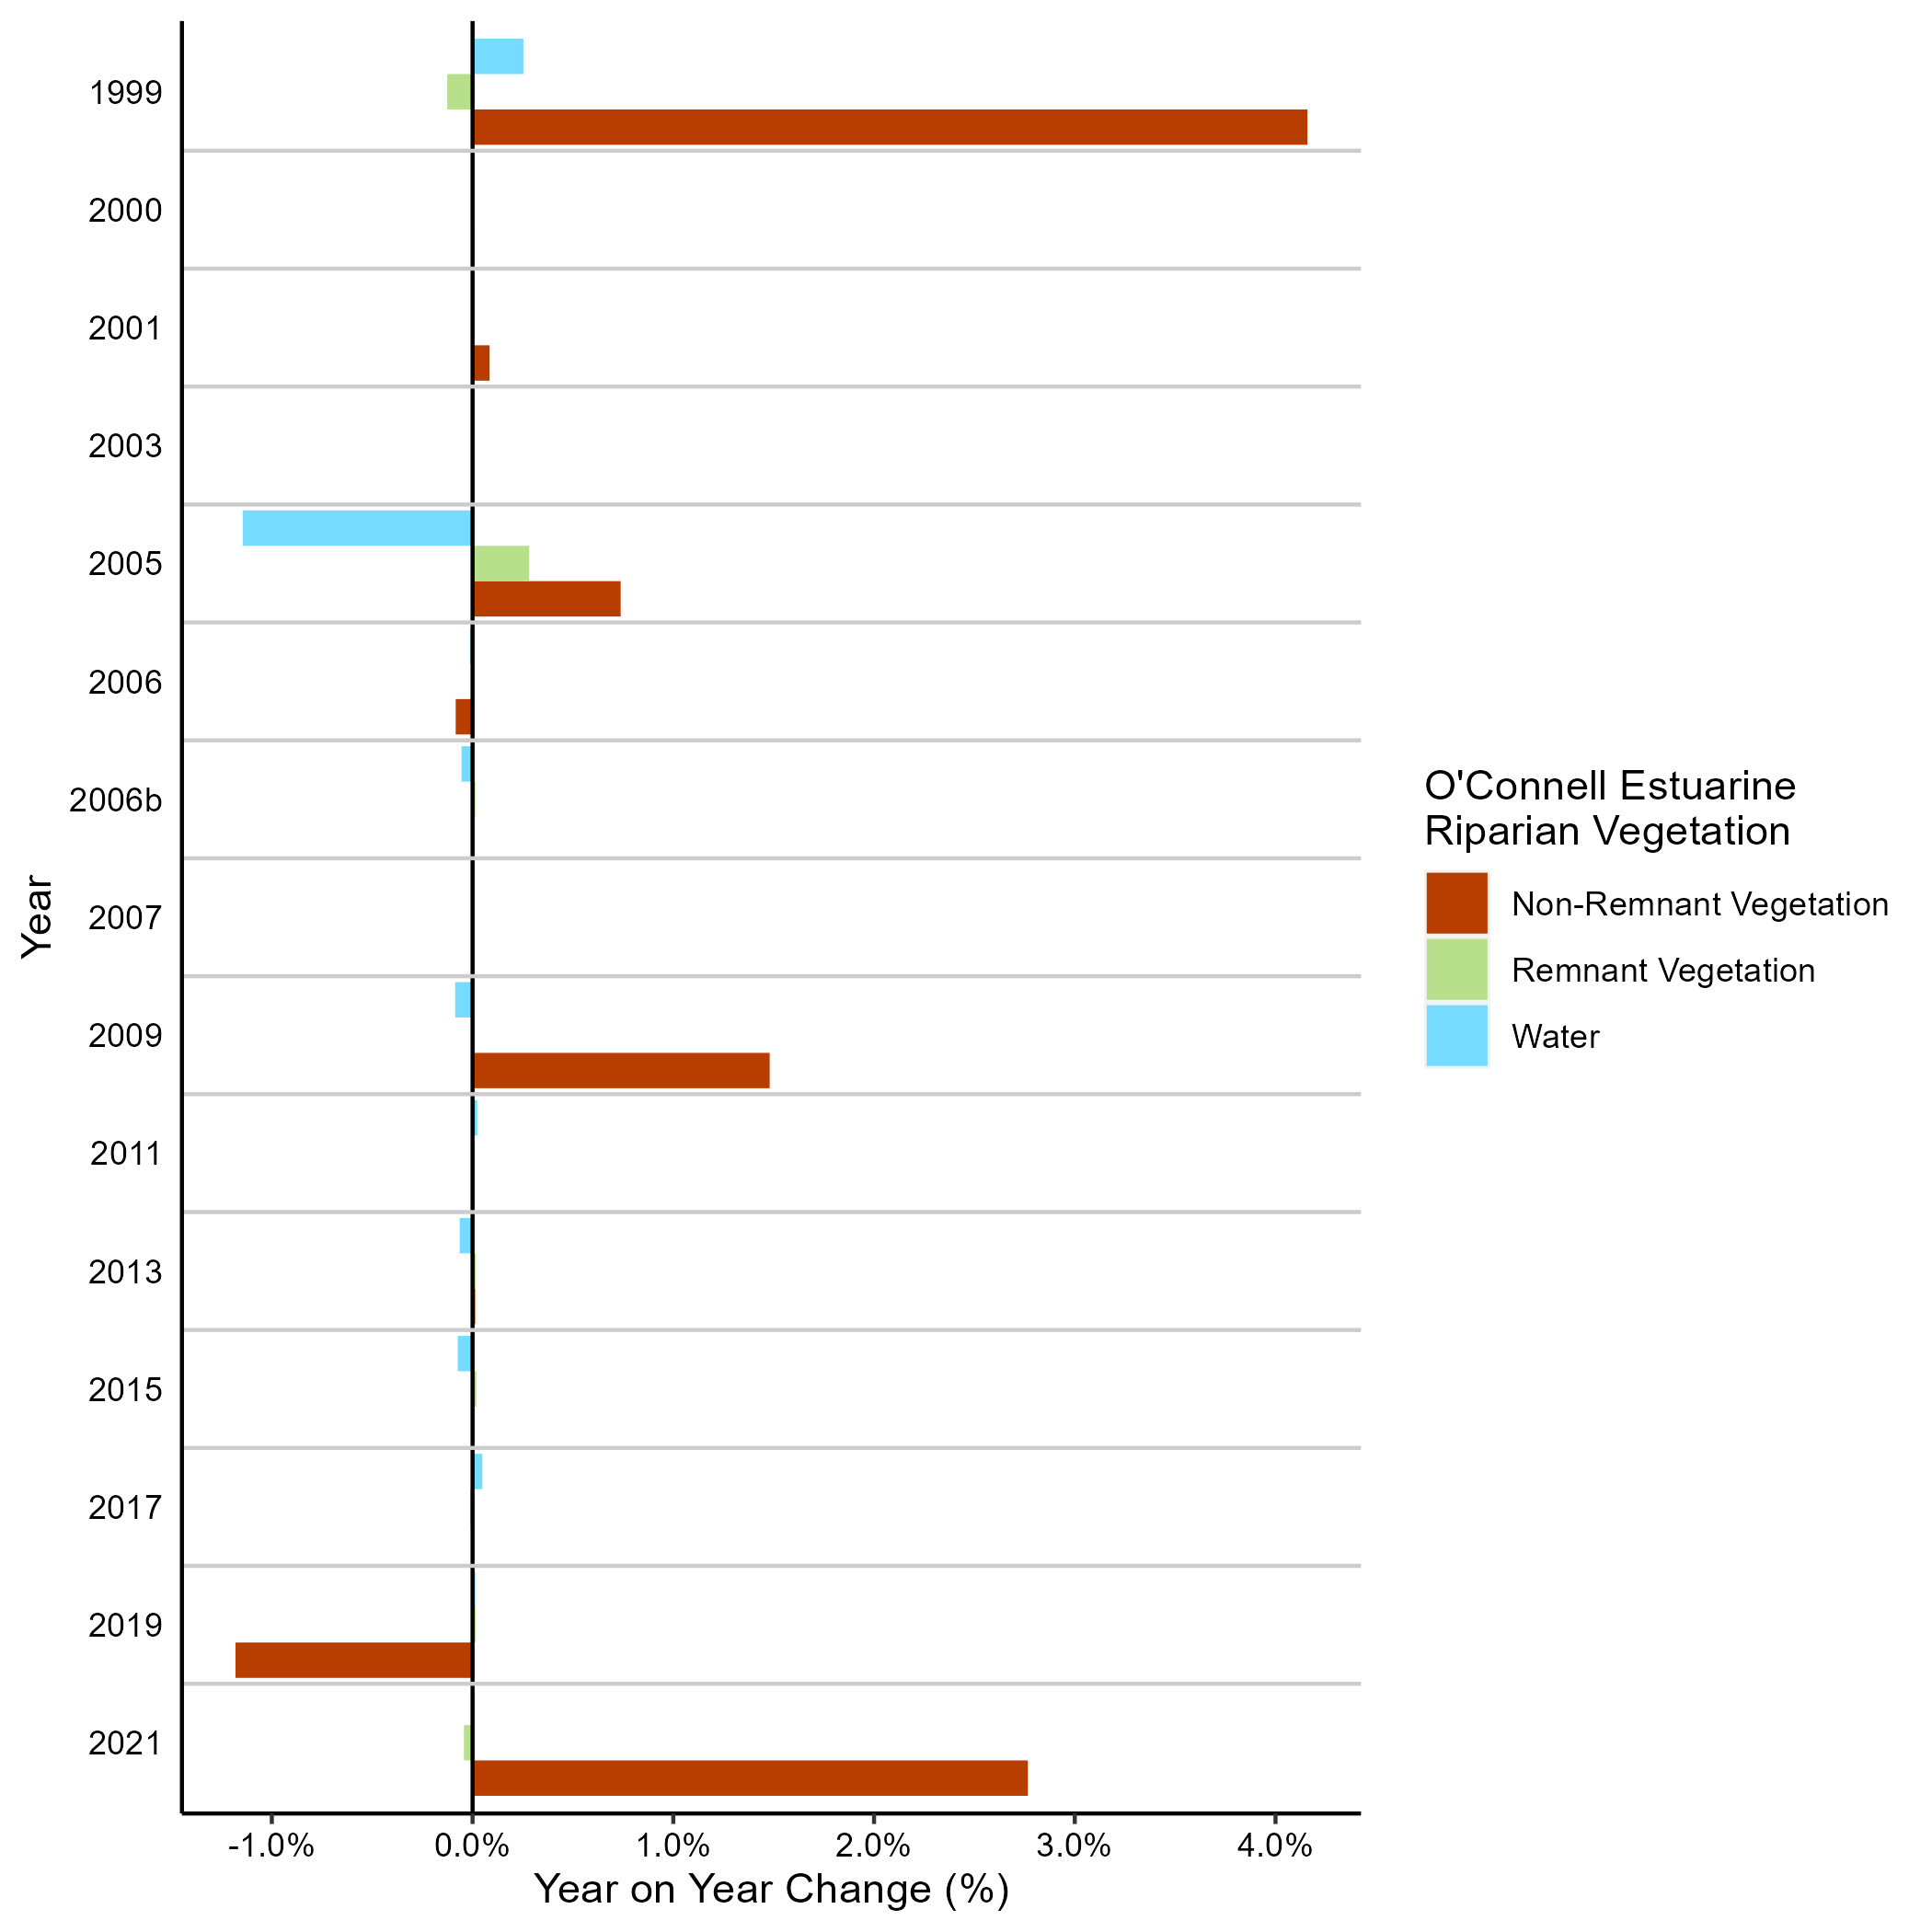 1999
2000
2001
2003
2005
2006
2006b
2007
2009
2011
2013
2015
2017
2019
2021
Year
-1.0% 0.0% 1.0% 2.0% 3.0% 4.0%
Year on Year Change (%)
O'Connell Estuarine
Riparian Vegetation
Non-Remnant Vegetation
Remnant Vegetation
Water